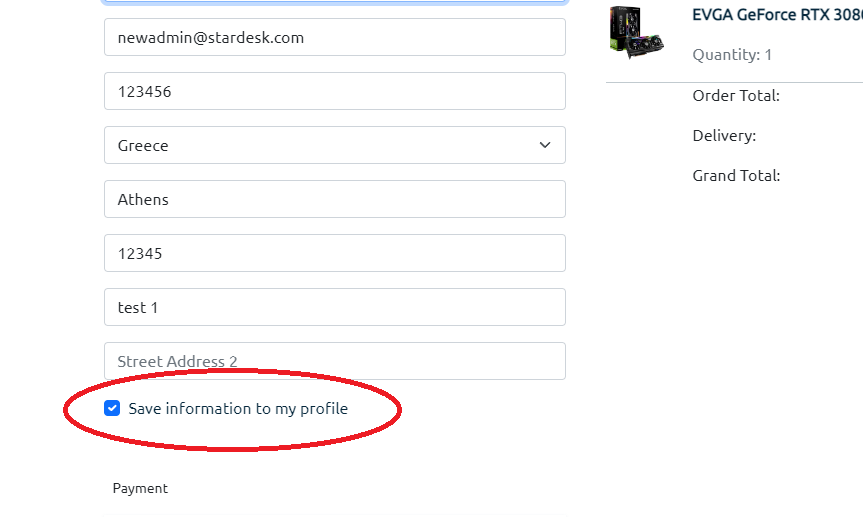 newadmin@stardesk.com
123456
Greece
Athens
12345
test 1
Street Address 2
Save information to my profile
Payment
EVGA GeForce RTX 308
Quantity: 1
Order Total:
Delivery:
Grand Total: